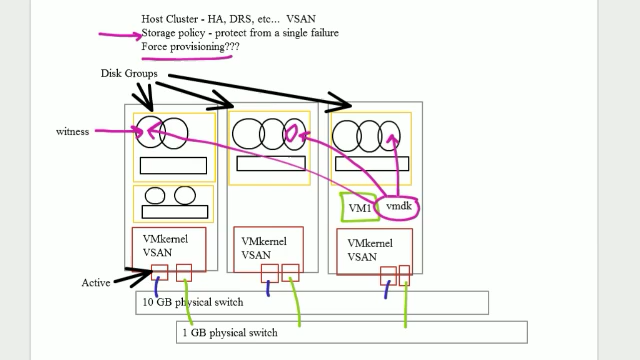 Host Cluster - HA, DRS, etc... VSAN
Storage policy - protect from a single failure
Force provisioning???
Disk Groups
witness
VM1
vmdk
VMkernel
VSAN
VMkernel
VSAN
VMkernel
VSAN
Active
10 GB physical switch
1 GB physical switch